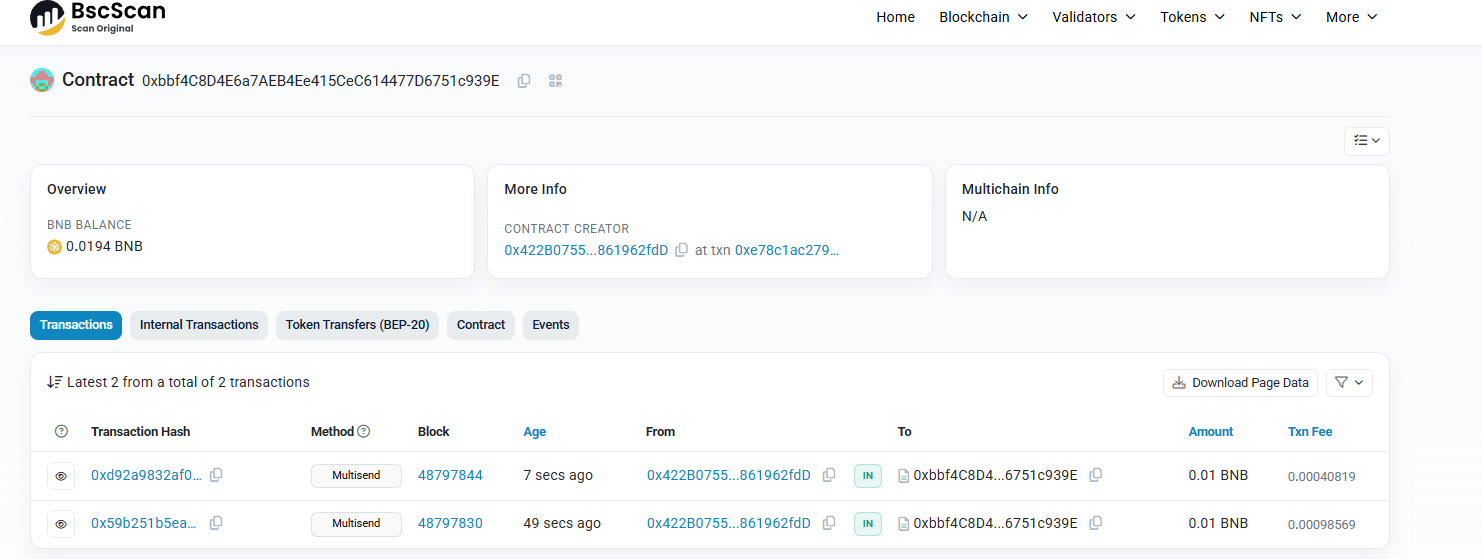 BscScan
Scan Original
Home Blockchain Validators Tokens NFTs More
Contract 0xbbf4C8D4E6a7AEB4Ee415CeC614477D6751c939E
Overview
BNB BALANCE
0.0194 BNB
More Info
CONTRACT CREATOR
0x422B0755...861962fdD at txn 0xe78c1ac279...
Multichain Info
N/A
Transactions Internal Transactions Token Transfers (BEP-20) Contract Events
Latest 2 from a total of 2 transactions
Download Page Data
Transaction Hash Method Block Age From To Amount Txn Fee
0xd92a9832af0... Multisend 48797844 7 secs ago 0x422B0755...861962fdD IN 0xbbf4C8D4...6751c939E 0.01 BNB 0.00040819
0x59b251b5ea... Multisend 48797830 49 secs ago 0x422B0755...861962fdD IN 0xbbf4C8D4...6751c939E 0.01 BNB 0.00098569